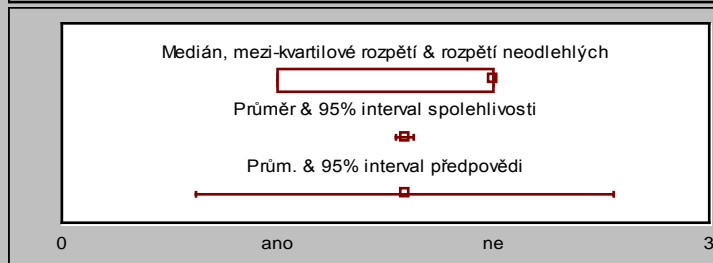 Medián, mezi-kvartilové rozpětí & rozpětí neodlehlých
Průměr & 95% interval spolehlivosti
Prům. & 95% interval předpovědi
0 ano ne 3